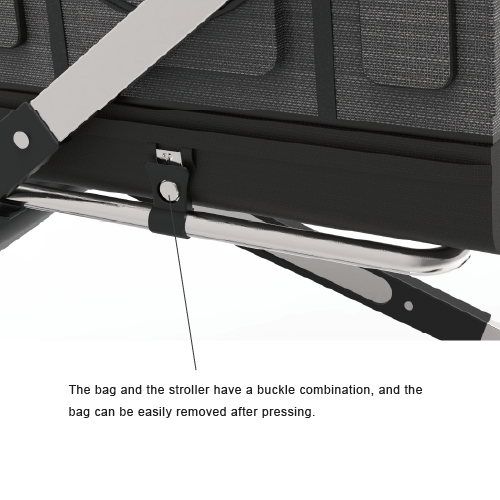 The bag and the stroller have a buckle combination, and the
bag can be easily removed after pressing.